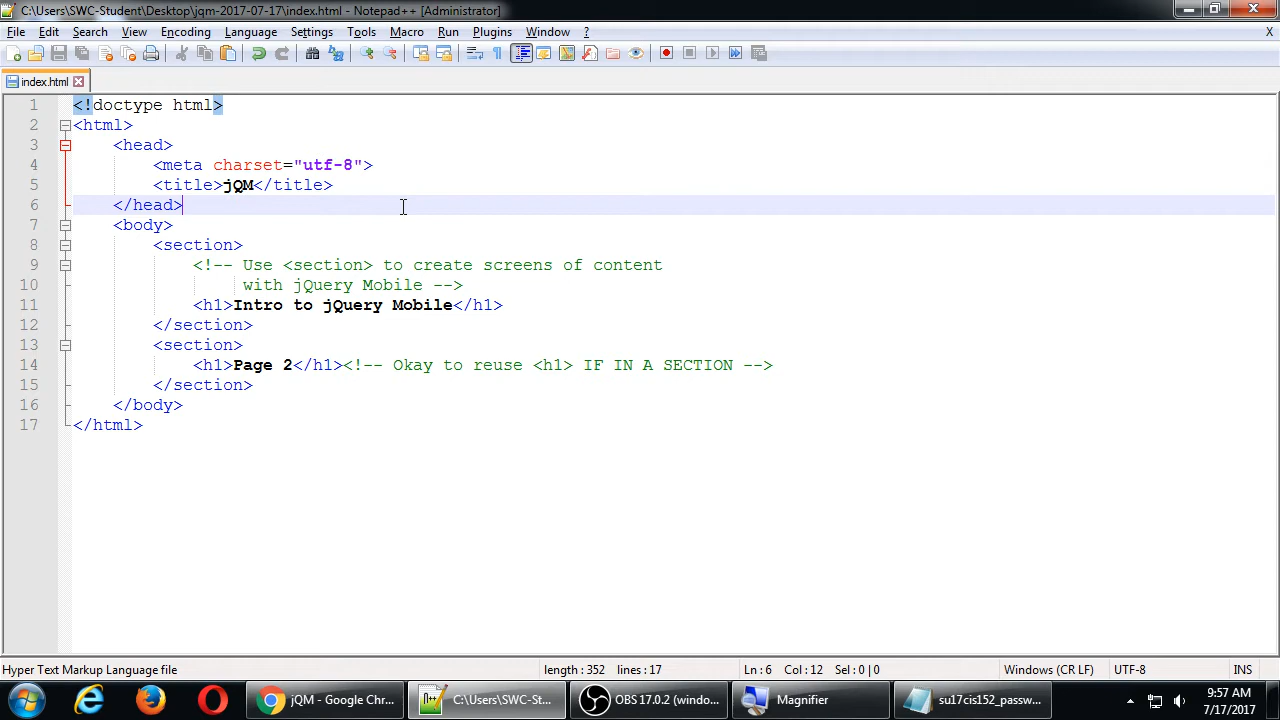 C:\Users\SWC-Student\Desktop\jqm-2017-07-17\index.html - Notepad++ [Administrator]
File Edit Search View Encoding Language Settings Tools Macro Run Plugins Window ? X
index.html
1 <!doctype html>
2 <html>
3 <head>
4 <meta charset="utf-8">
5 <title>jQM</title>
6 </head>
7 <body>
8 <section>
9 <!-- Use <section> to create screens of content
10 with jQuery Mobile -->
11 <h1>Intro to jQuery Mobile</h1>
12 </section>
13 <section>
14 <h1>Page 2</h1><!-- Okay to reuse <h1> IF IN A SECTION -->
15 </section>
16 </body>
17 </html>
Hyper Text Markup Language file length : 352 lines : 17 Ln : 6 Col : 12 Sel : 0 | 0 Windows (CR LF) UTF-8 INS
jQM - Google Chr... C:\Users\SWC-St... OBS 17.0.2 (windo... Magnifier su17cis152_passw... 9:57 AM
7/17/2017